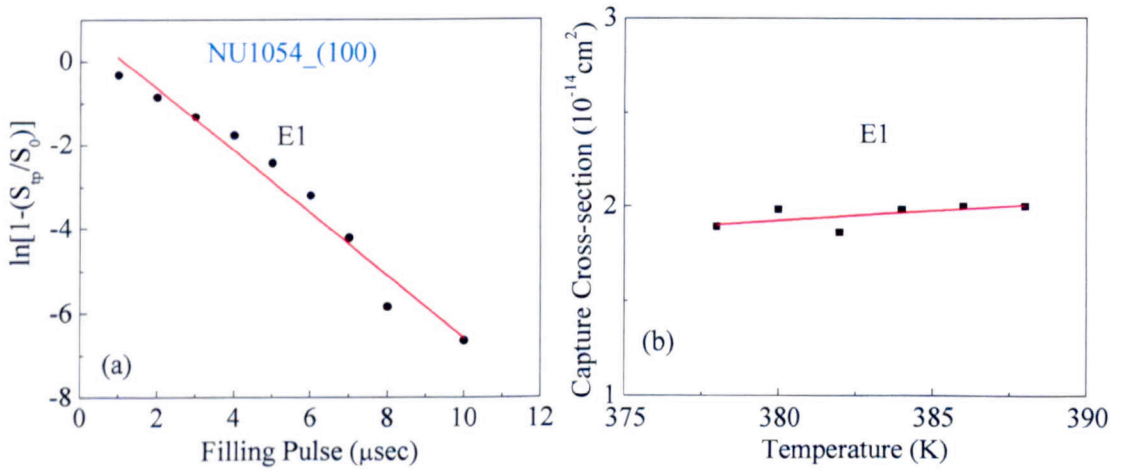 NU1054_(100)
E1
ln[1-(S_tp/S_0)]
0
-2
-4
-6
-8
(a)
0
2
4
6
8
10
12
Filling Pulse (μsec)
E1
Capture Cross-section (10^-14 cm^2)
3
2
1
(b)
375
380
385
390
Temperature (K)